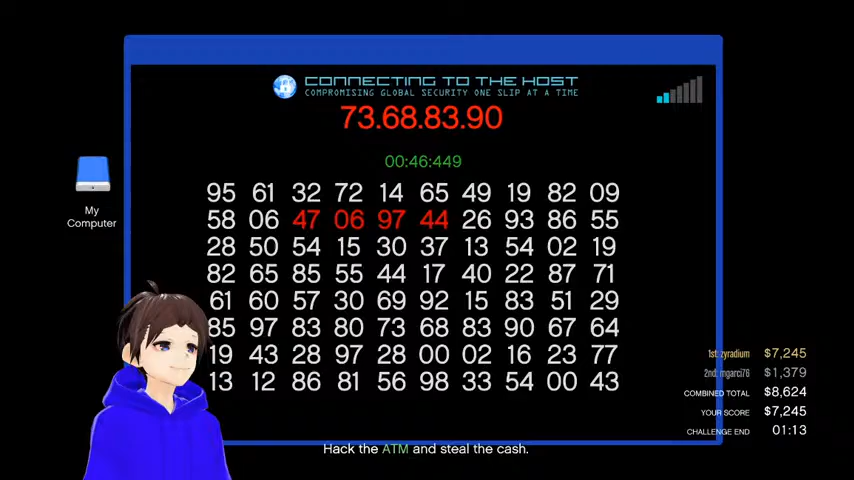 CONNECTING TO THE HOST
COMPROMISING GLOBAL SECURITY ONE SLIP AT A TIME
73.68.83.90
00:46:449
95 61 32 72 14 65 49 19 82 09
58 06 47 06 97 44 26 93 86 55
28 50 54 15 30 37 13 54 02 19
82 65 85 55 44 17 40 22 87 71
61 60 57 30 69 92 15 83 51 29
85 97 83 80 73 68 83 90 67 64
19 43 28 97 28 00 02 16 23 77
13 12 86 81 56 98 33 54 00 43
My
Computer
1st: zyradium $7,245
2nd: mgarci76 $1,379
COMBINED TOTAL $8,624
YOUR SCORE $7,245
CHALLENGE END 01:13
Hack the ATM and steal the cash.